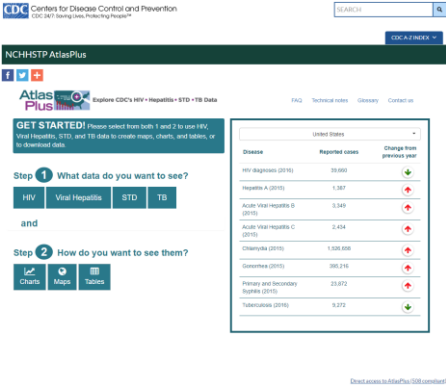 CDC Centers for Disease Control and Prevention
CDC 24/7: Saving Lives, Protecting People™
SEARCH
CDC A-Z INDEX
NCHHSTP AtlasPlus
Atlas Plus
Explore CDC's HIV • Hepatitis • STD • TB Data
FAQ Technical notes Glossary Contact us
GET STARTED! Please select from both 1 and 2 to use HIV,
Viral Hepatitis, STD, and TB data to create maps, charts, and tables, or
to download data.
Step 1 What data do you want to see?
HIV Viral Hepatitis STD TB
and
Step 2 How do you want to see them?
Charts Maps Tables
United States
Disease Reported cases Change from
previous year
HIV diagnoses (2016) 39,660
Hepatitis A (2015) 1,387
Acute Viral Hepatitis B
(2015) 3,349
Acute Viral Hepatitis C
(2015) 2,434
Chlamydia (2015) 1,526,658
Gonorrhea (2015) 395,216
Primary and Secondary
Syphilis (2015) 23,872
Tuberculosis (2016) 9,272
Direct access to AtlasPlus (508 compliant)